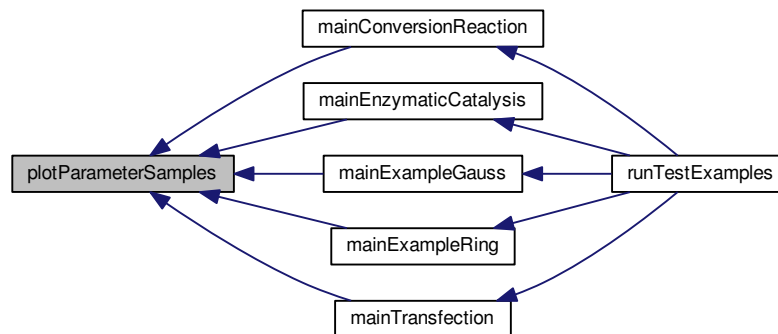 mainConversionReaction
mainEnzymaticCatalysis
plotParameterSamples
mainExampleGauss
runTestExamples
mainExampleRing
mainTransfection